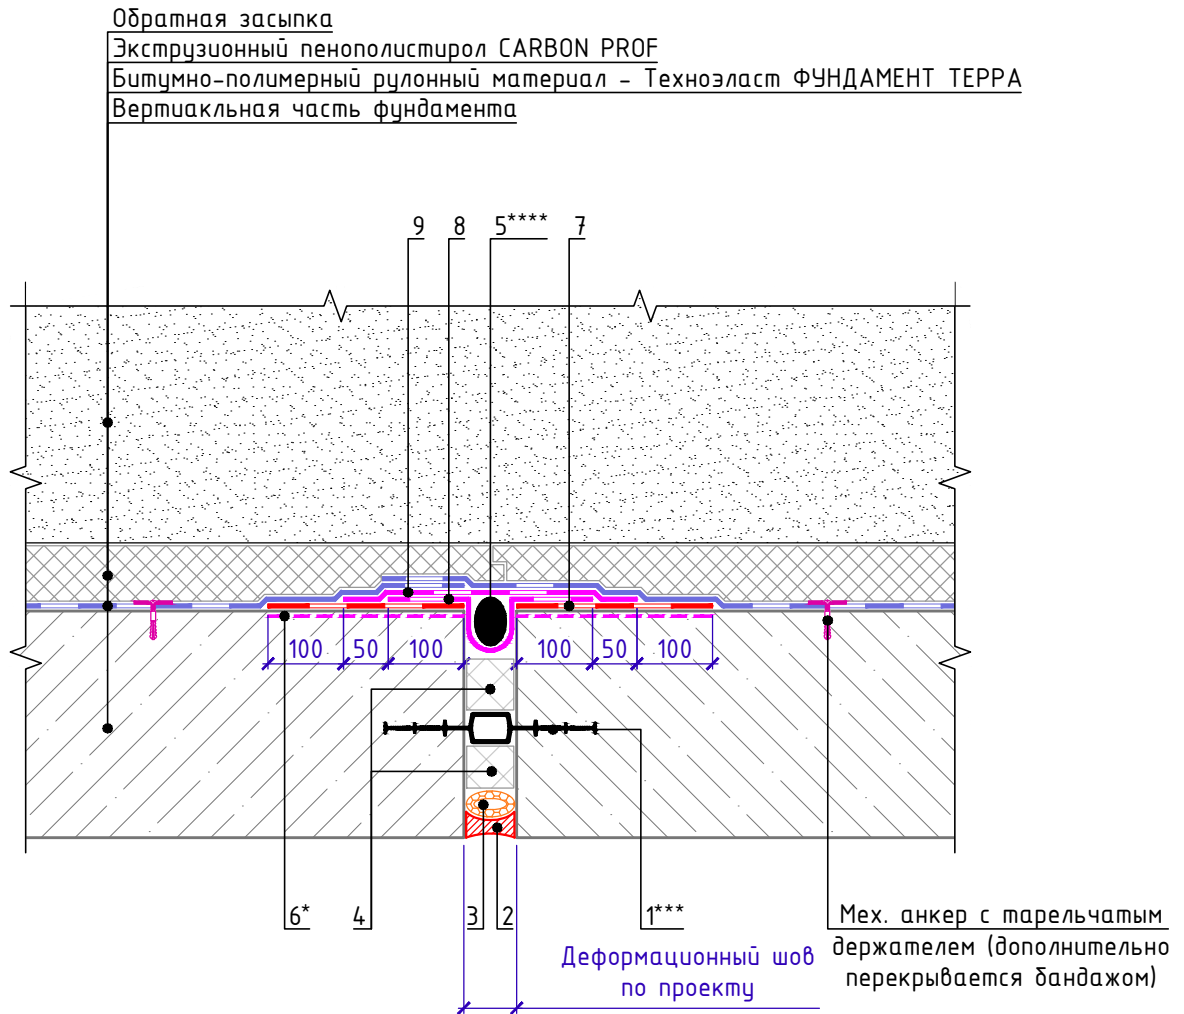 Обратная засыпка
Экструзионный пенополистирол CARBON PROF
Битумно-полимерный рулонный материал - Техноэласт ФУНДАМЕНТ ТЕРРА
Вертиакльная часть фундамента
9 8 5**** 7
100 50 100 100 50 100
6* 4 3 2 1***
Мех. анкер с тарельчатым
держателем (дополнительно
перекрывается бандажом)
Деформационный шов
по проекту